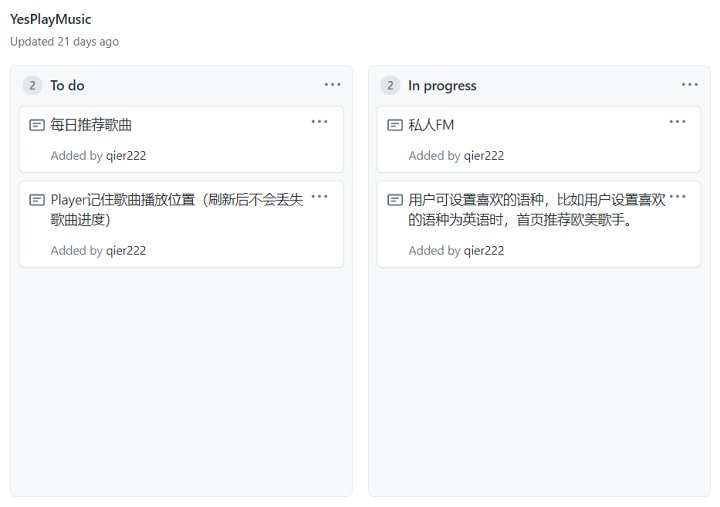 YesPlayMusic
Updated 21 days ago
2 To do
每日推荐歌曲
Added by qier222
Player记住歌曲播放位置（刷新后不会丢失
歌曲进度）
Added by qier222
2 In progress
私人FM
Added by qier222
用户可设置喜欢的语种，比如用户设置喜欢
的语种为英语时，首页推荐欧美歌手。
Added by qier222